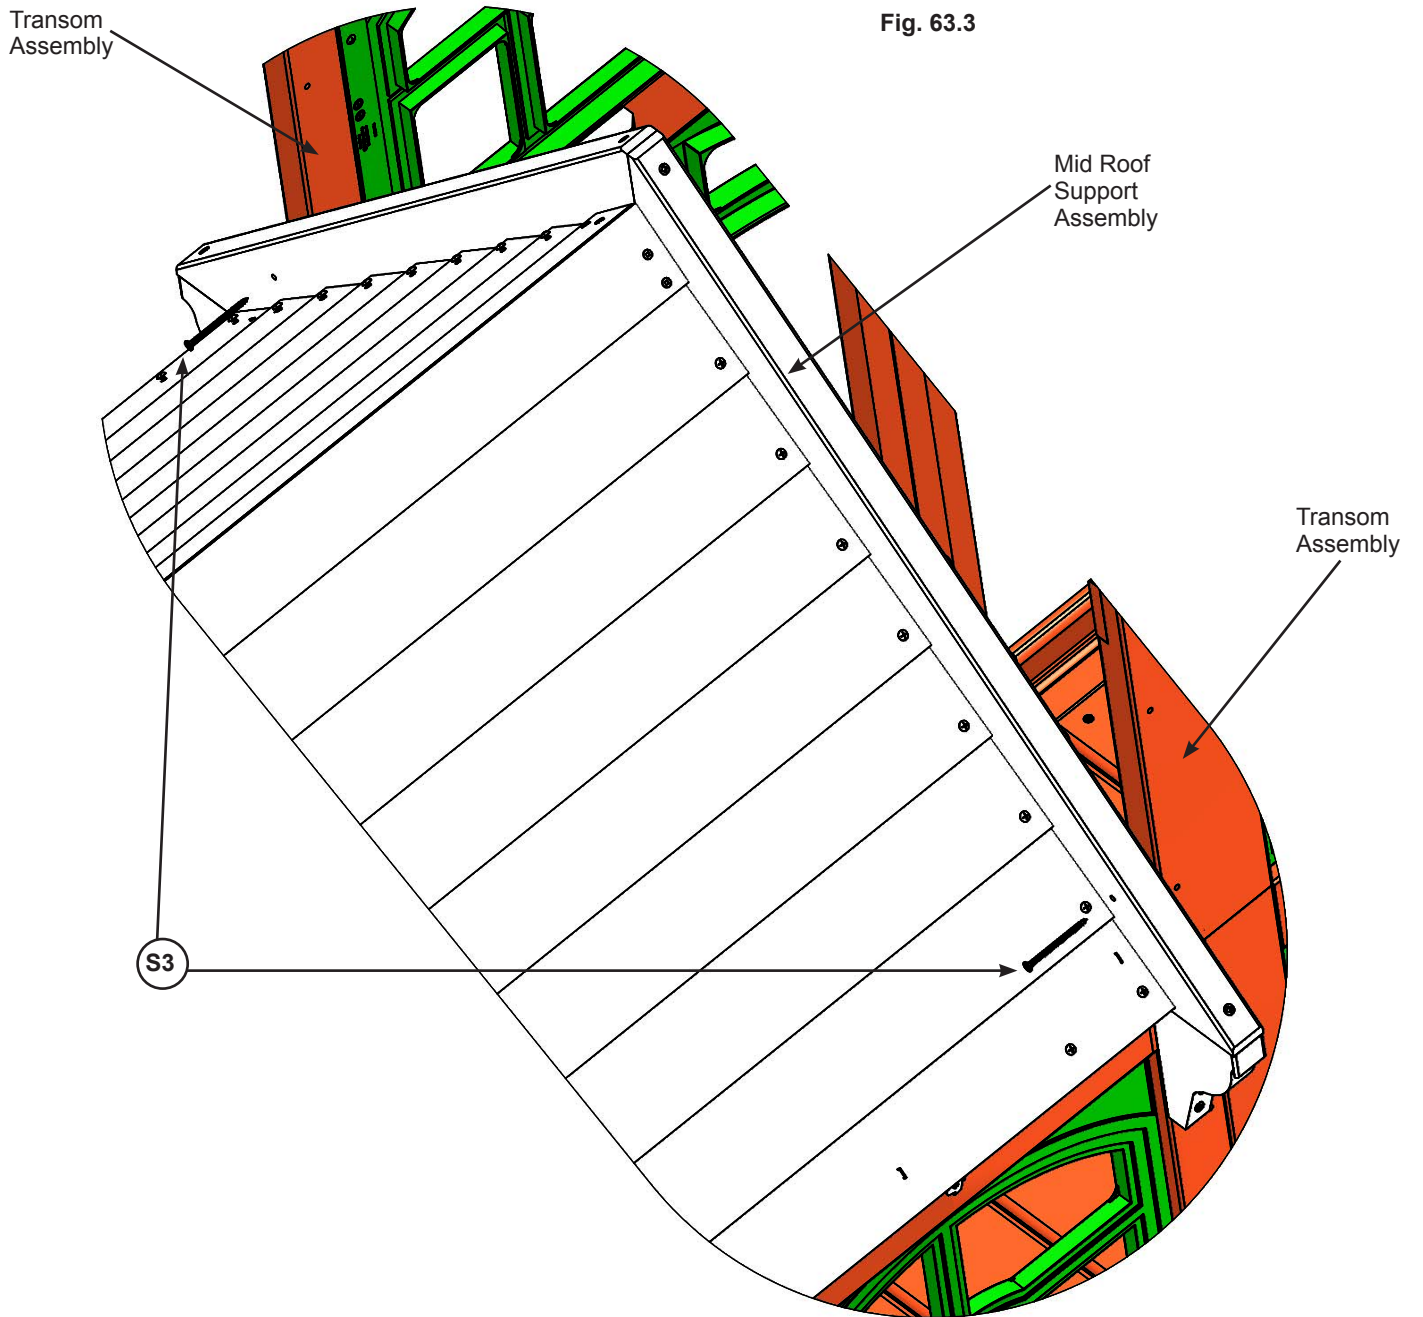 Transom
Assembly
Fig. 63.3
Mid Roof
Support
Assembly
Transom
Assembly
S3